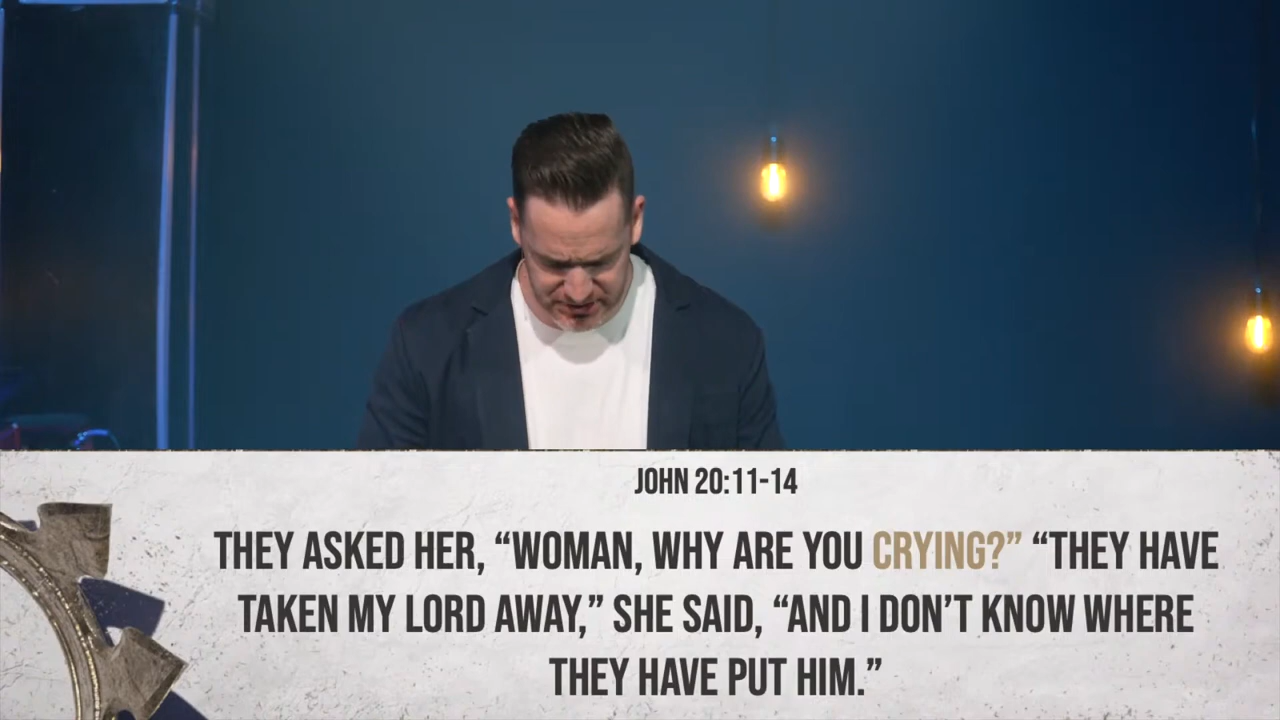 JOHN 20:11-14
THEY ASKED HER, “WOMAN, WHY ARE YOU CRYING?” “THEY HAVE
TAKEN MY LORD AWAY,” SHE SAID, “AND I DON’T KNOW WHERE
THEY HAVE PUT HIM.”